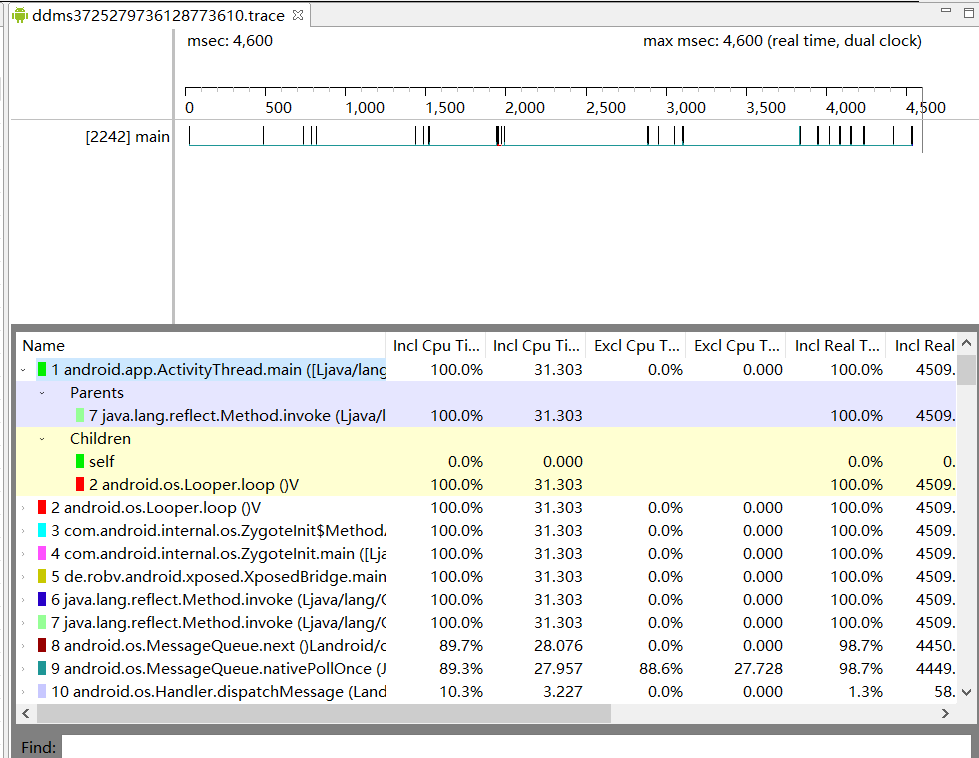 ddms3725279736128773610.trace
msec: 4,600 max msec: 4,600 (real time, dual clock)
0 500 1,000 1,500 2,000 2,500 3,000 3,500 4,000 4,500
[2242] main
Name Incl Cpu Ti... Incl Cpu Ti... Excl Cpu T... Excl Cpu T... Incl Real T... Incl Real
1 android.app.ActivityThread.main ([Ljava/lang 100.0% 31.303 0.0% 0.000 100.0% 4509.
Parents
7 java.lang.reflect.Method.invoke (Ljava/l 100.0% 31.303 100.0% 4509.
Children
self 0.0% 0.000 0.0% 0.
2 android.os.Looper.loop ()V 100.0% 31.303 100.0% 4509.
2 android.os.Looper.loop ()V 100.0% 31.303 0.0% 0.000 100.0% 4509.
3 com.android.internal.os.ZygoteInit$Method 100.0% 31.303 0.0% 0.000 100.0% 4509.
4 com.android.internal.os.ZygoteInit.main ([Lja 100.0% 31.303 0.0% 0.000 100.0% 4509.
5 de.robv.android.xposed.XposedBridge.main 100.0% 31.303 0.0% 0.000 100.0% 4509.
6 java.lang.reflect.Method.invoke (Ljava/lang/C 100.0% 31.303 0.0% 0.000 100.0% 4509.
7 java.lang.reflect.Method.invoke (Ljava/lang/C 100.0% 31.303 0.0% 0.000 100.0% 4509.
8 android.os.MessageQueue.next ()Landroid/c 89.7% 28.076 0.0% 0.000 98.7% 4450.
9 android.os.MessageQueue.nativePollOnce (J 89.3% 27.957 88.6% 27.728 98.7% 4449.
10 android.os.Handler.dispatchMessage (Land 10.3% 3.227 0.0% 0.000 1.3% 58.
Find: